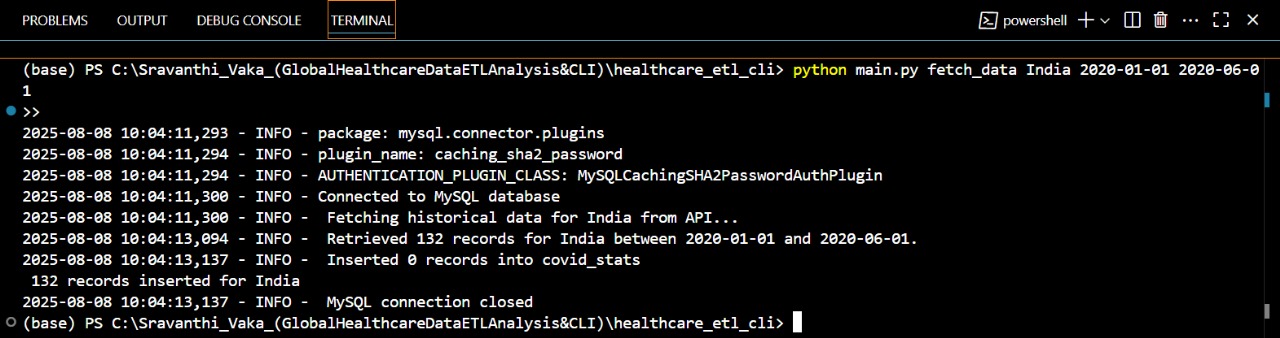 PROBLEMS OUTPUT DEBUG CONSOLE TERMINAL powershell
(base) PS C:\Sravanthi_Vaka_(GlobalHealthcareDataETLAnalysis&CLI)\healthcare_etl_cli> python main.py fetch_data India 2020-01-01 2020-06-0
1
>>
2025-08-08 10:04:11,293 - INFO - package: mysql.connector.plugins
2025-08-08 10:04:11,294 - INFO - plugin_name: caching_sha2_password
2025-08-08 10:04:11,294 - INFO - AUTHENTICATION_PLUGIN_CLASS: MySQLCachingSHA2PasswordAuthPlugin
2025-08-08 10:04:11,300 - INFO - Connected to MySQL database
2025-08-08 10:04:11,300 - INFO -  Fetching historical data for India from API...
2025-08-08 10:04:13,094 - INFO -  Retrieved 132 records for India between 2020-01-01 and 2020-06-01.
2025-08-08 10:04:13,137 - INFO -  Inserted 0 records into covid_stats
 132 records inserted for India
2025-08-08 10:04:13,137 - INFO -  MySQL connection closed
(base) PS C:\Sravanthi_Vaka_(GlobalHealthcareDataETLAnalysis&CLI)\healthcare_etl_cli>